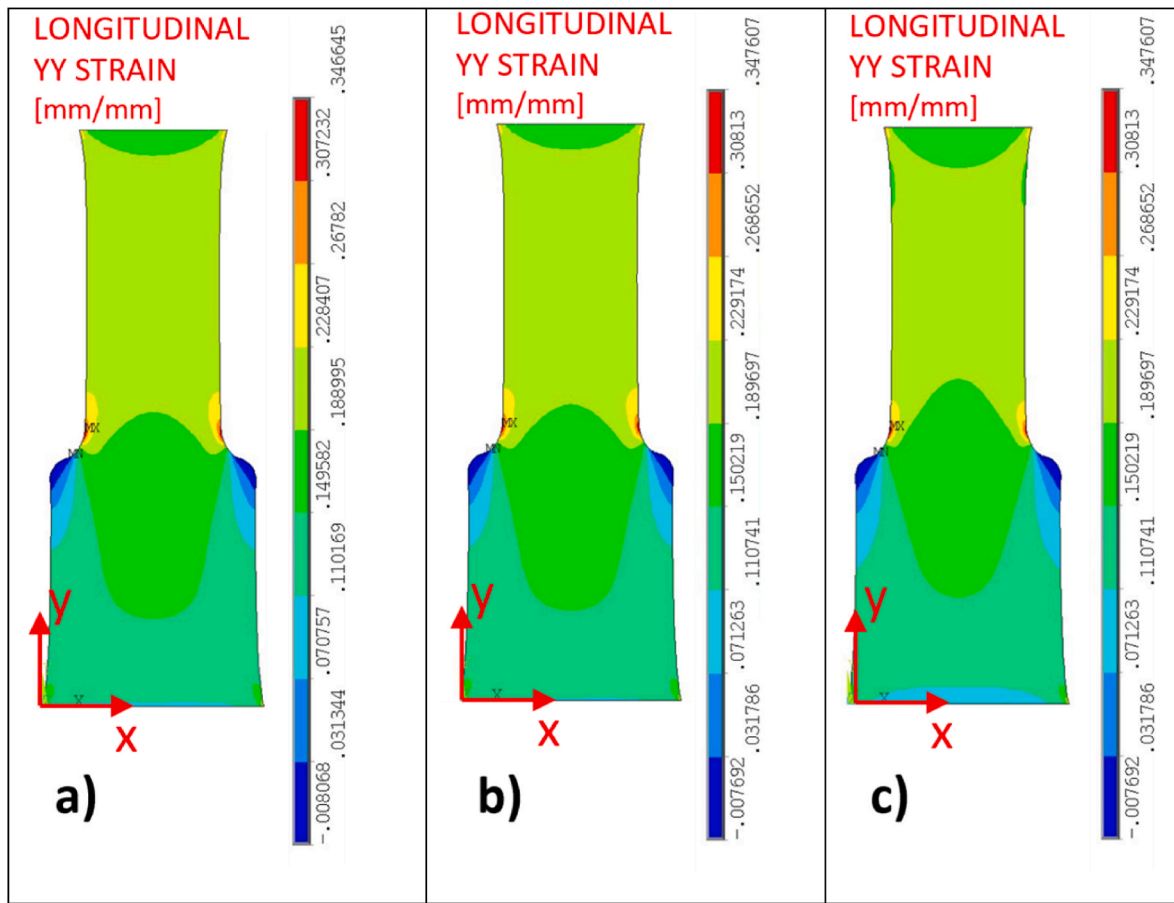 LONGITUDINAL
YY STRAIN
[mm/mm]
.346645
.307232
.26782
.228407
.188995
.149582
.110169
.070757
.031344
-.008068
MX
MN
Y
X
x
a)
LONGITUDINAL
YY STRAIN
[mm/mm]
.347607
.30813
.268652
.229174
.189697
.150219
.110741
.071263
.031786
-.007692
MX
MN
y
X
x
b)
LONGITUDINAL
YY STRAIN
[mm/mm]
.347607
.30813
.268652
.229174
.189697
.150219
.110741
.071263
.031786
-.007692
MX
MN
y
X
x
c)